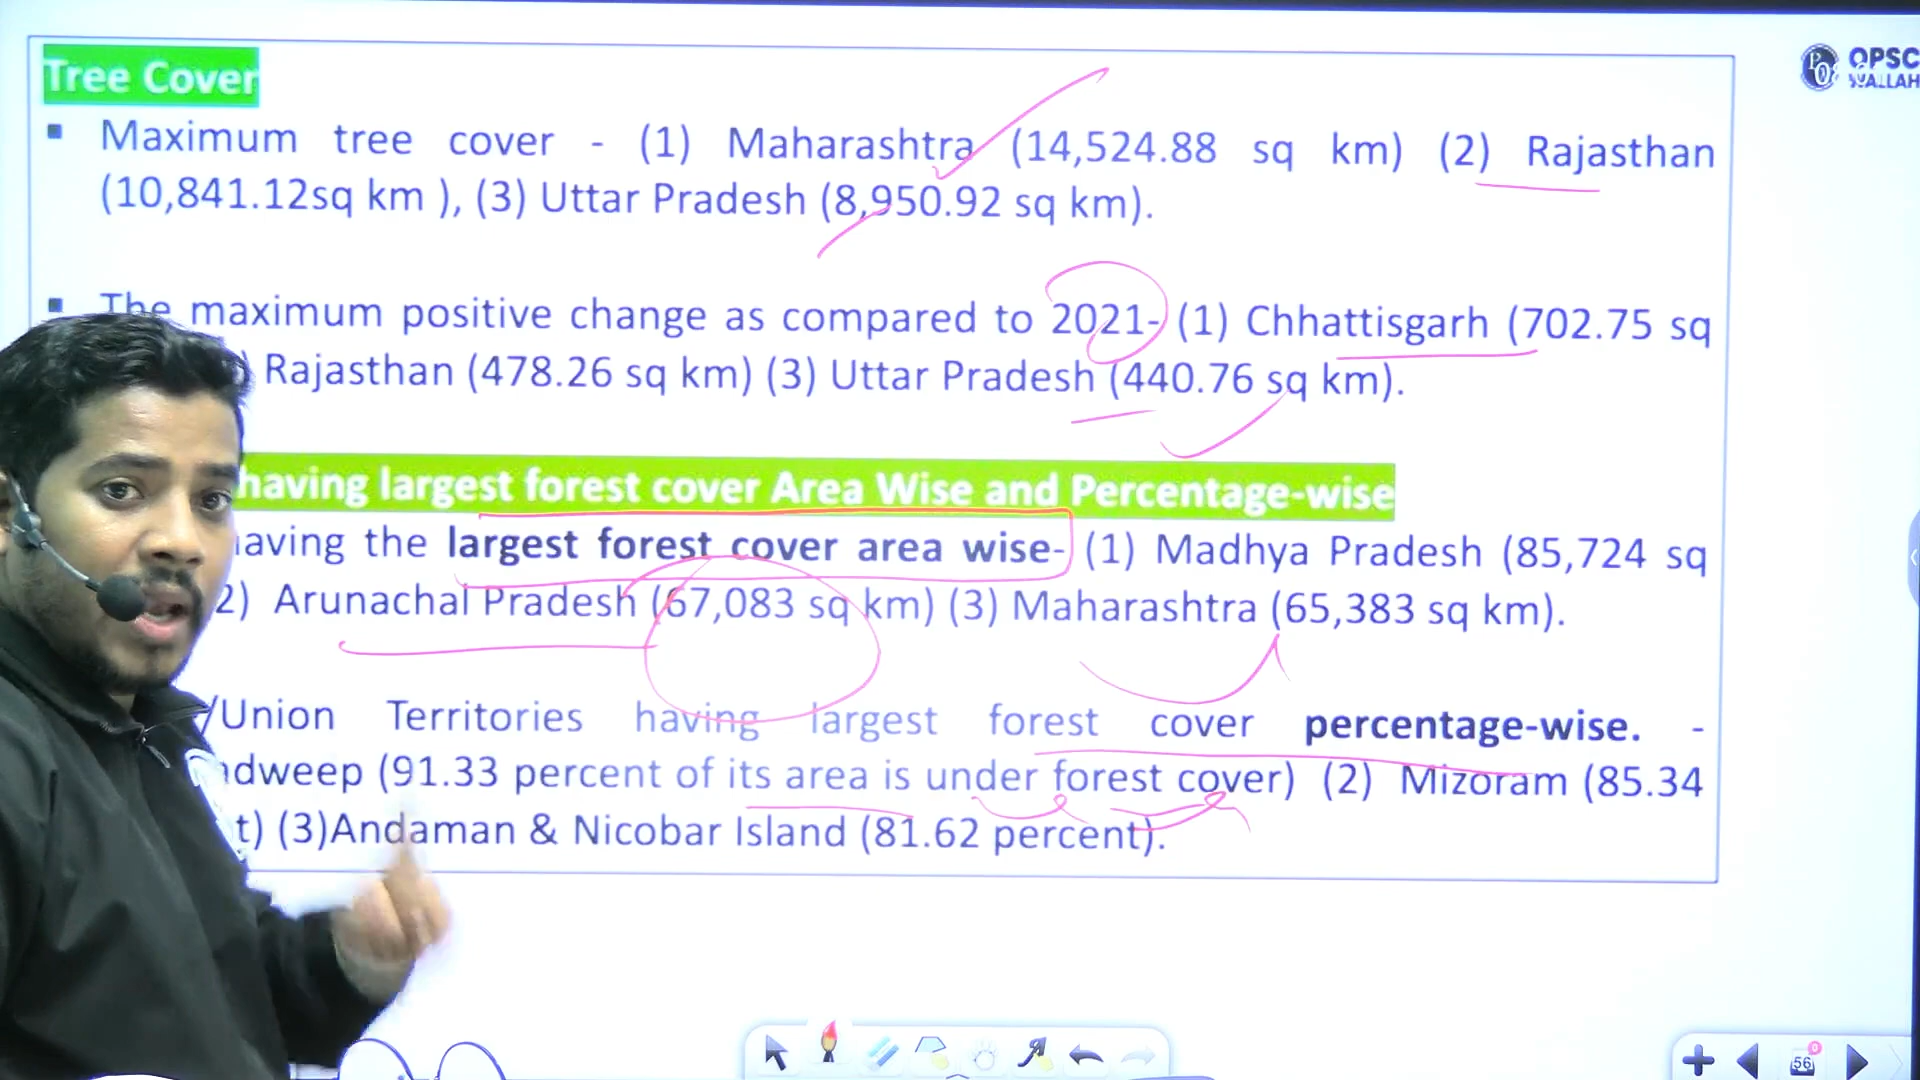 Tree Cover
OPSC
WALLAH
▪ Maximum tree cover - (1) Maharashtra (14,524.88 sq km) (2) Rajasthan
(10,841.12sq km ), (3) Uttar Pradesh (8,950.92 sq km).
▪ The maximum positive change as compared to 2021- (1) Chhattisgarh (702.75 sq
) Rajasthan (478.26 sq km) (3) Uttar Pradesh (440.76 sq km).
having largest forest cover Area Wise and Percentage-wise
having the largest forest cover area wise- (1) Madhya Pradesh (85,724 sq
2) Arunachal Pradesh (67,083 sq km) (3) Maharashtra (65,383 sq km).
/Union Territories having largest forest cover percentage-wise. -
dweep (91.33 percent of its area is under forest cover) (2) Mizoram (85.34
t) (3)Andaman & Nicobar Island (81.62 percent).
56
0